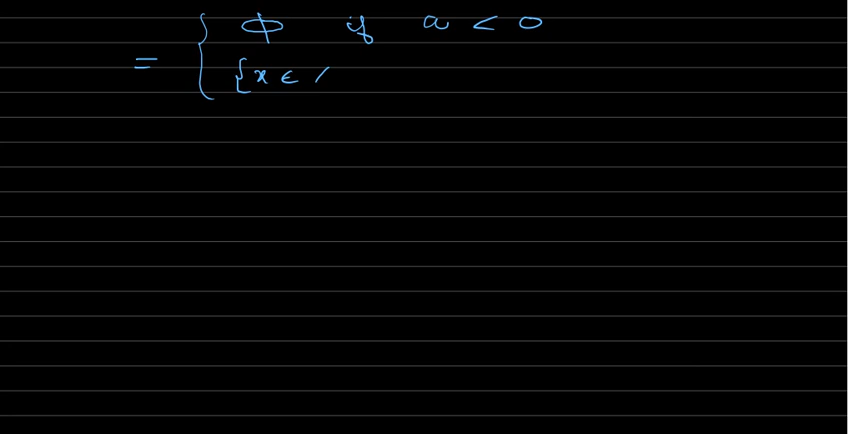 = { ϕ if a < 0
{x ∈